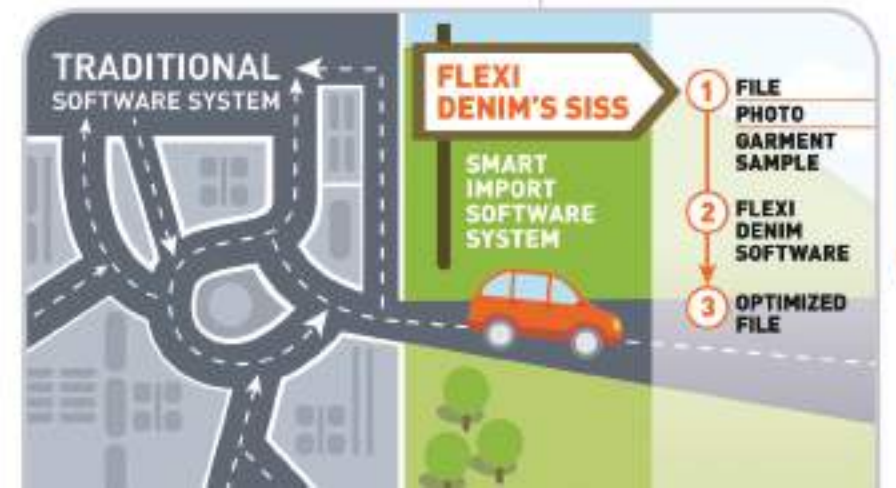 TRADITIONAL
SOFTWARE SYSTEM
FLEXI
DENIM'S SISS
SMART
IMPORT
SOFTWARE
SYSTEM
1
FILE
PHOTO
GARMENT
SAMPLE
2
FLEXI
DENIM
SOFTWARE
3
OPTIMIZED
FILE